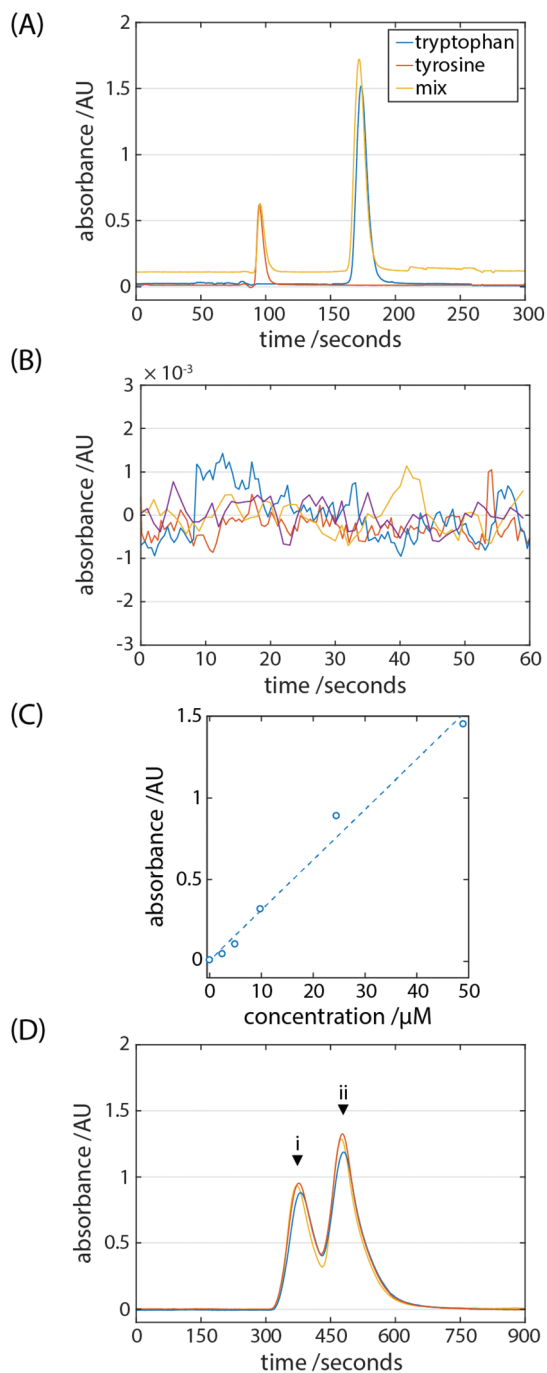 (A)
2
1.5
1
0.5
0
absorbance /AU
tryptophan
tyrosine
mix
0 50 100 150 200 250 300
time /seconds
(B)
× 10-3
3
2
1
0
-1
-2
-3
absorbance /AU
0 10 20 30 40 50 60
time /seconds
(C)
1.5
1
0.5
0
absorbance /AU
0 10 20 30 40 50
concentration /μM
(D)
2
1.5
1
0.5
0
absorbance /AU
i
ii
0 150 300 450 600 750 900
time /seconds